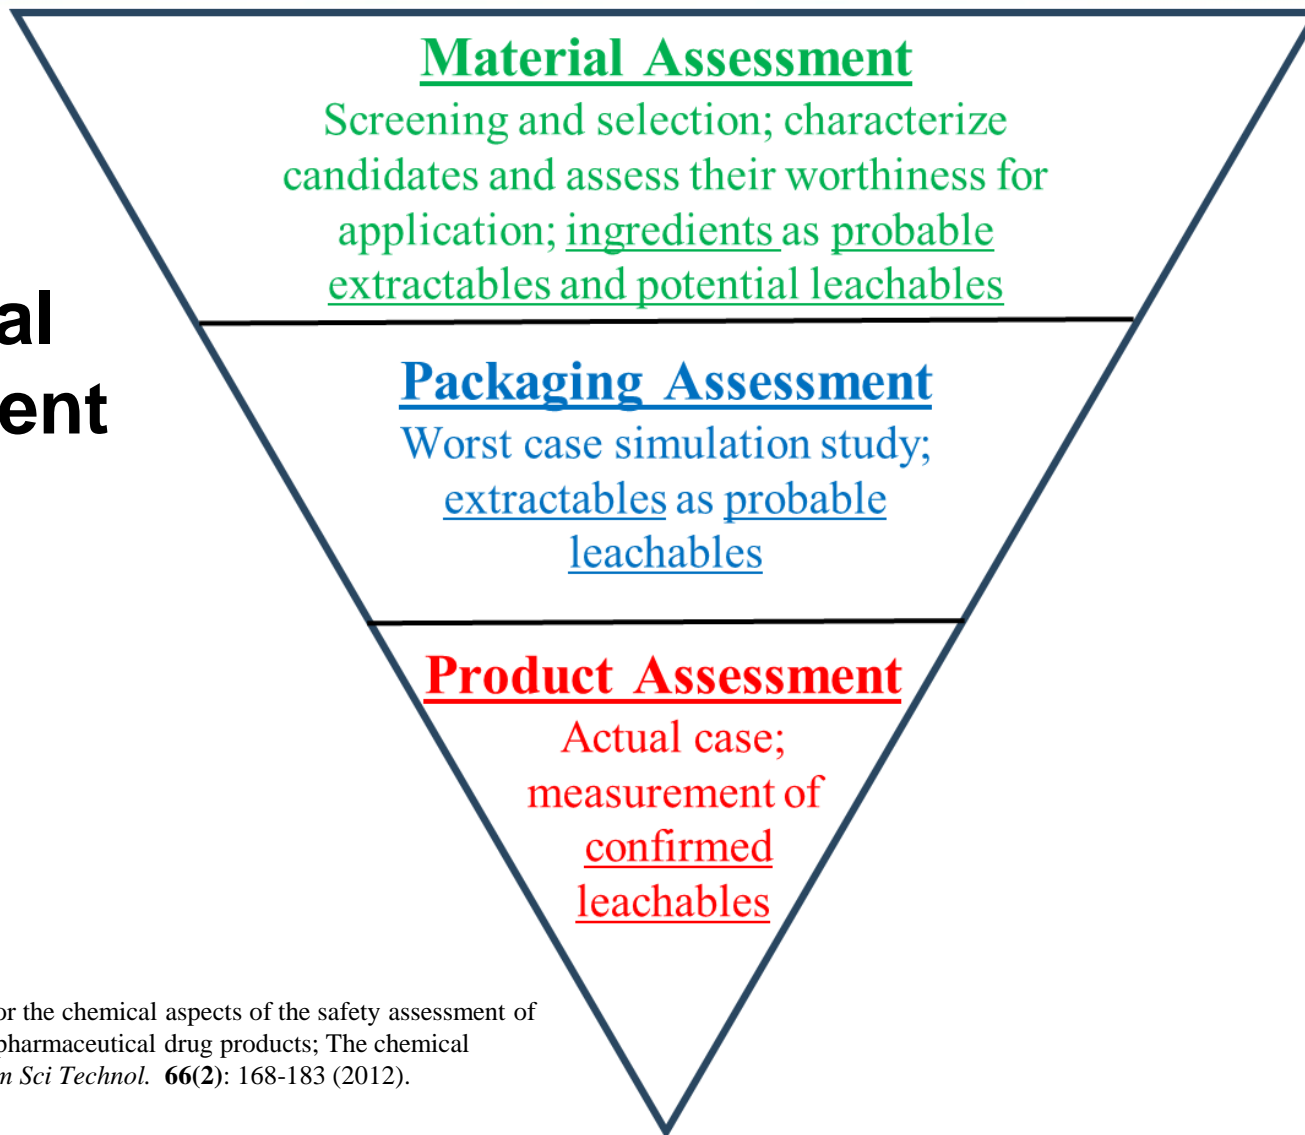 Material Assessment
Screening and selection; characterize
candidates and assess their worthiness for
application; ingredients as probable
extractables and potential leachables
al
ent
Packaging Assessment
Worst case simulation study;
extractables as probable
leachables
Product Assessment
Actual case;
measurement of
confirmed
leachables
or the chemical aspects of the safety assessment of
pharmaceutical drug products; The chemical
m Sci Technol. 66(2): 168-183 (2012).